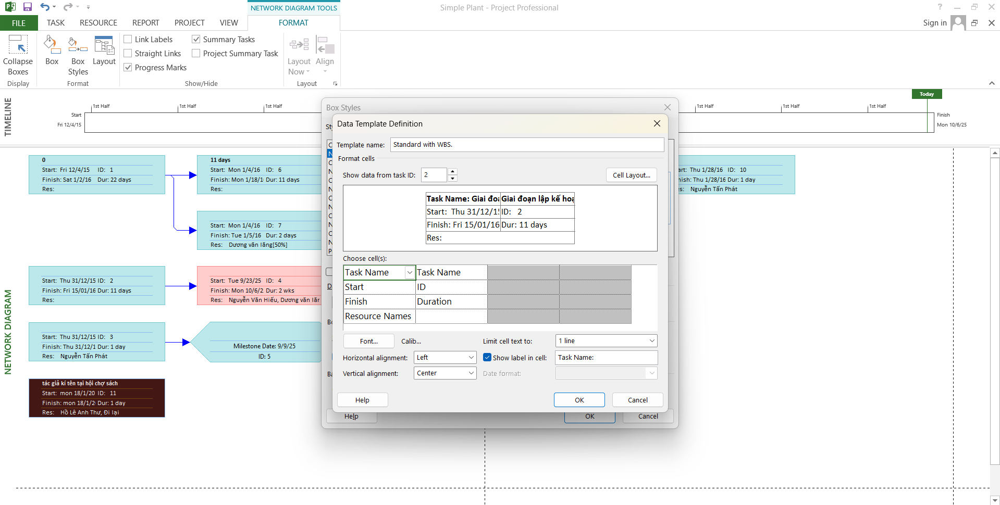 NETWORK DIAGRAM TOOLS
Simple Plant - Project Professional
?
FILE
TASK
RESOURCE
REPORT
PROJECT
VIEW
FORMAT
Sign in
Collapse
Boxes
Box
Box
Styles
Layout
Link Labels
Straight Links
Progress Marks
Summary Tasks
Project Summary Task
Layout
Now
Align
Display
Format
Show/Hide
Layout
TIMELINE
Today
1st Half
1st Half
1st Half
1st Half
1st Half
1st Half
Start
Fri 12/4/15
Finish
Mon 10/6/25
NETWORK DIAGRAM
0
Start: Fri 12/4/15 ID: 1
Finish: Sat 1/2/16 Dur: 22 days
Res:
11 days
Start: Mon 1/4/16 ID: 6
Finish: Mon 1/18/1 Dur: 11 days
Res:
Start: Mon 1/4/16 ID: 7
Finish: Tue 1/5/16 Dur: 2 days
Res: Dương văn lăng[50%]
Start: Thu 31/12/15 ID: 2
Finish: Fri 15/01/16 Dur: 11 days
Res:
Start: Tue 9/23/25 ID: 4
Finish: Mon 10/6/2 Dur: 2 wks
Res: Nguyễn Văn Hiếu, Dương văn lăr
Start: Thu 31/12/15 ID: 3
Finish: Thu 31/12/1 Dur: 1 day
Res: Nguyễn Tấn Phát
Milestone Date: 9/9/25
ID: 5
tác giả kí tên tại hội chợ sách
Start: mon 18/1/20 ID: 11
Finish: mon 18/1/2 Dur: 1 day
Res: Hồ Lê Anh Thư, Đi lại
art: Thu 1/28/16 ID: 10
nish: Thu 1/28/16 Dur: 1 day
es: Nguyễn Tấn Phát
Box Styles
Help
OK
Cancel
Data Template Definition
Template name: Standard with WBS.
Format cells
Show data from task ID: 2
Cell Layout...
Task Name: Giai đoạ Giai đoạn lập kế hoạ
Start: Thu 31/12/15 ID: 2
Finish: Fri 15/01/16 Dur: 11 days
Res:
Choose cell(s):
Task Name Task Name
Start ID
Finish Duration
Resource Names
Font... Calib...
Limit cell text to: 1 line
Horizontal alignment: Left
Show label in cell: Task Name:
Vertical alignment: Center
Date format:
Help
OK
Cancel